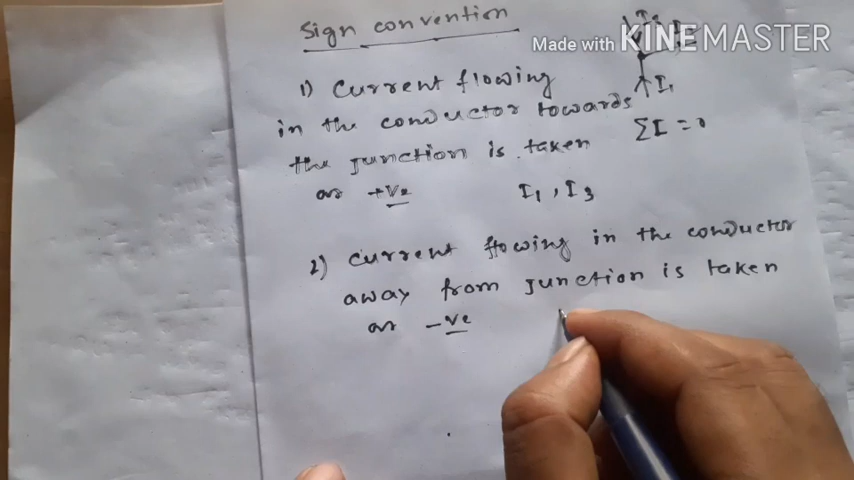 Sign convention
Made with KINEMASTER
I1
1) Current flowing
in the conductor towards
ΣI = 0
the junction is taken
as +ve
I1, I3
2) Current flowing in the conductor
away from junction is taken
as -ve